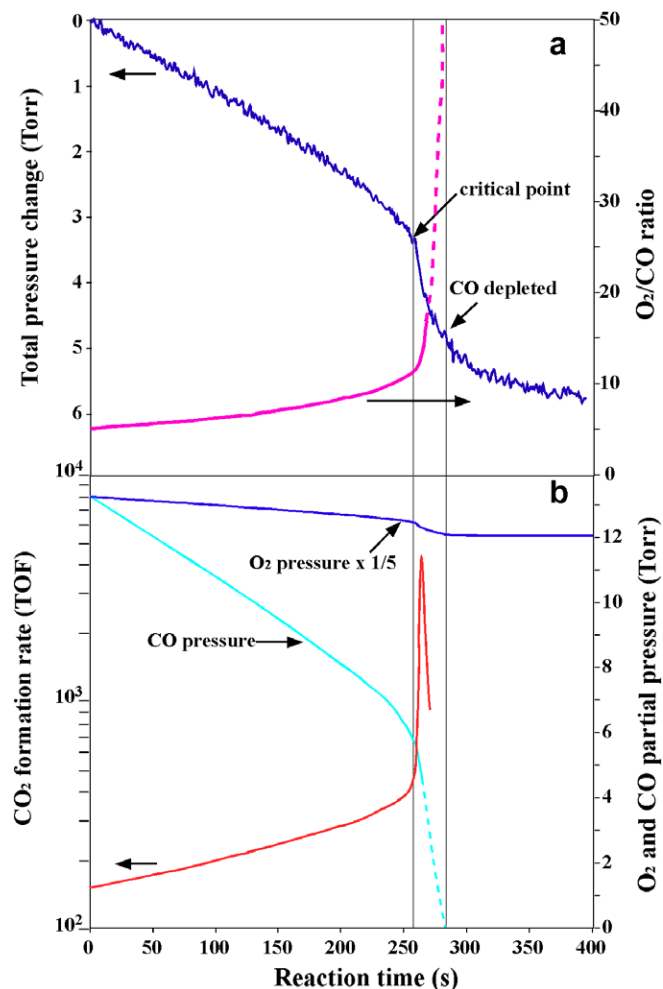 a
0
1
2
3
4
5
6
Total pressure change (Torr)
50
40
30
20
10
0
O₂/CO ratio
critical point
CO depleted
b
10⁴
10³
10²
CO₂ formation rate (TOF)
12
10
8
6
4
2
0
O₂ and CO partial pressure (Torr)
O₂ pressure x 1/5
CO pressure
0 50 100 150 200 250 300 350 400
Reaction time (s)